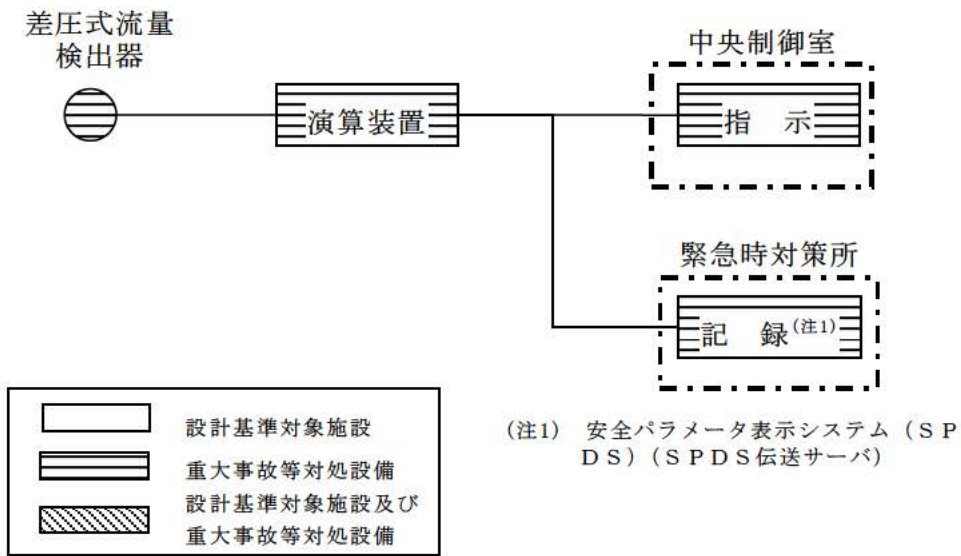 差圧式流量
検出器
演算装置
中央制御室
指　示
緊急時対策所
記　録(注1)
設計基準対象施設
重大事故等対処設備
設計基準対象施設及び
重大事故等対処設備
(注1)　安全パラメータ表示システム（ＳＰ
ＤＳ）（ＳＰＤＳ伝送サーバ）